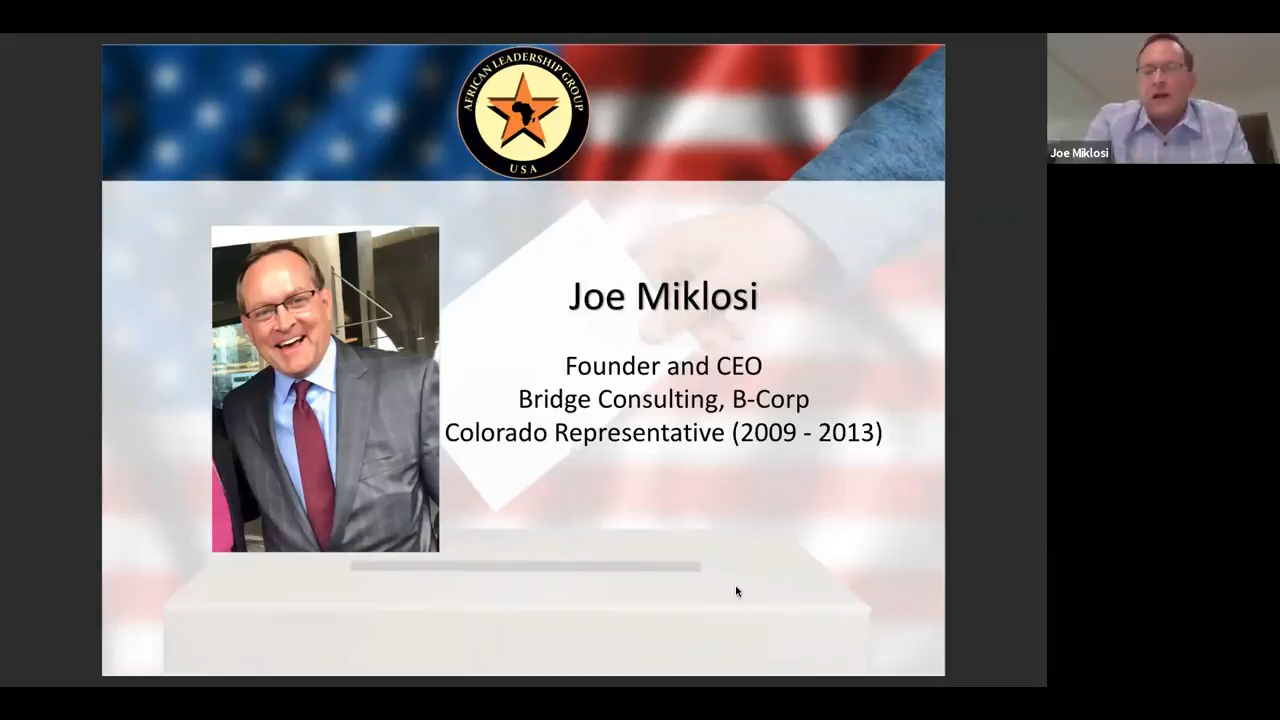 AFRICAN LEADERSHIP GROUP
USA
Joe Miklosi
Joe Miklosi
Founder and CEO
Bridge Consulting, B-Corp
Colorado Representative (2009 - 2013)